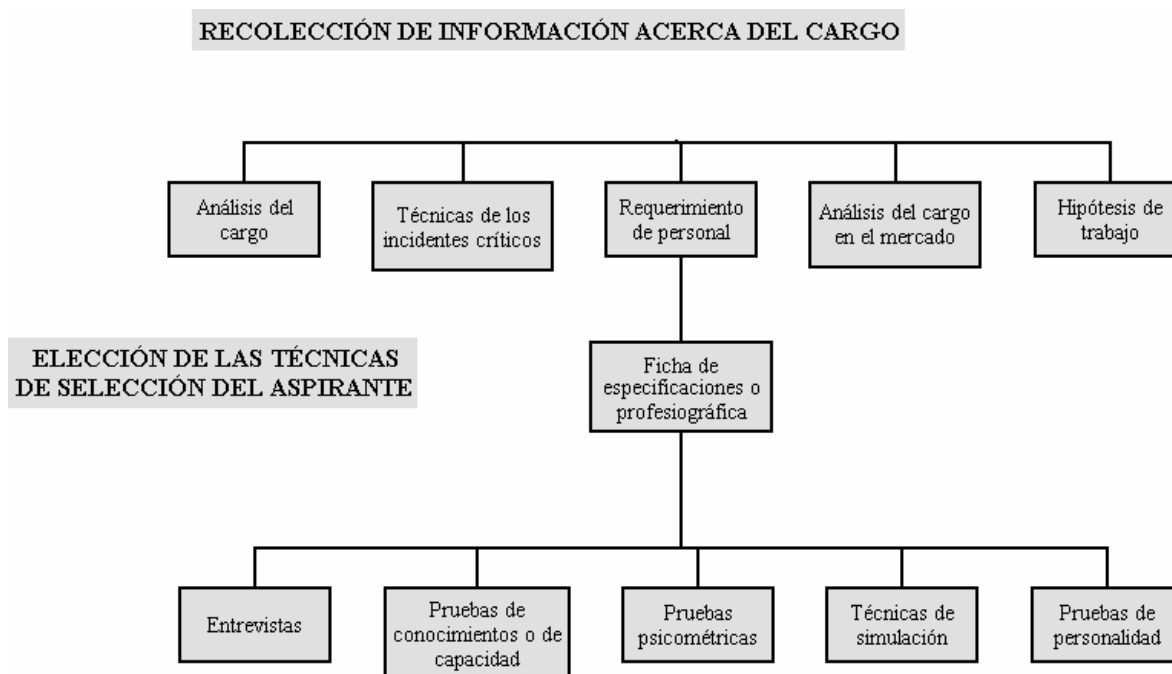 RECOLECCIÓN DE INFORMACIÓN ACERCA DEL CARGO
Análisis del
cargo
Técnicas de los
incidentes críticos
Requerimiento
de personal
Análisis del cargo
en el mercado
Hipótesis de
trabajo
ELECCIÓN DE LAS TÉCNICAS
DE SELECCIÓN DEL ASPIRANTE
Ficha de
especificaciones o
profesiográfica
Entrevistas
Pruebas de
conocimientos o de
capacidad
Pruebas
psicométricas
Técnicas de
simulación
Pruebas de
personalidad